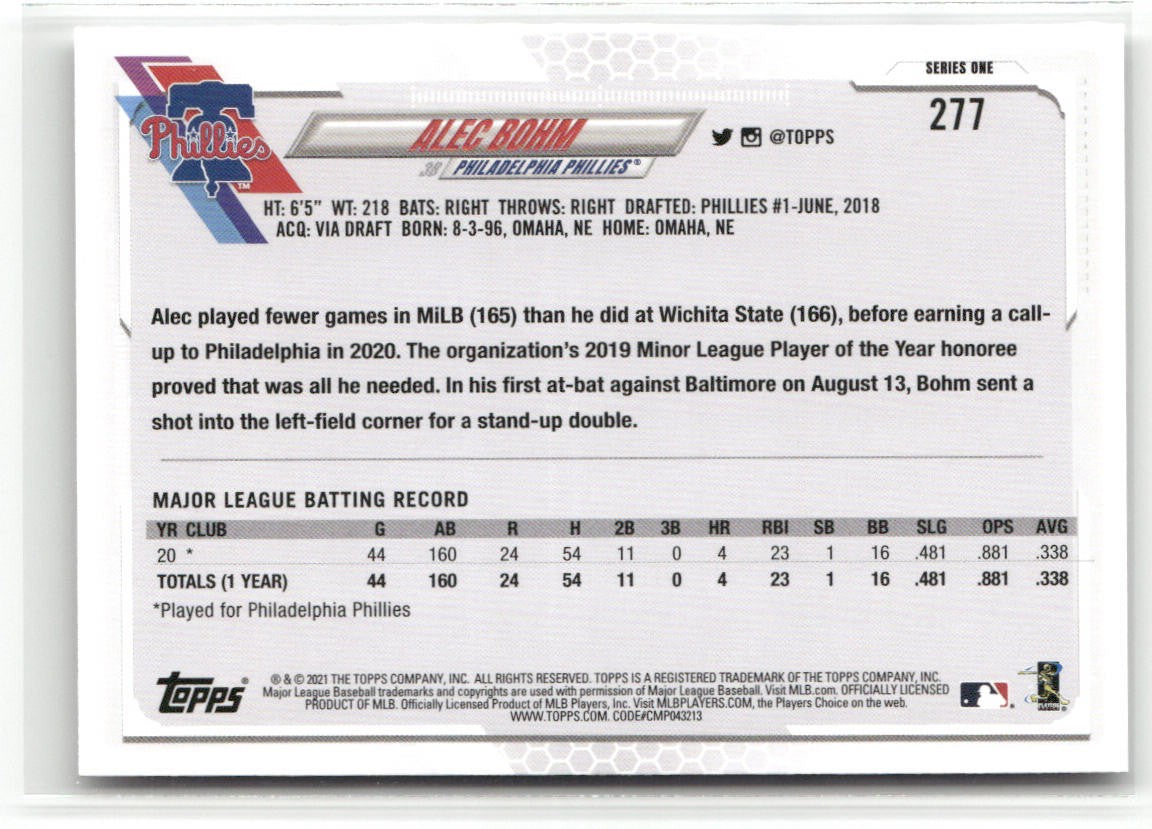 SERIES ONE
277
Phillies
TM
ALEC BOHM
@TOPPS
3B PHILADELPHIA PHILLIES®
HT: 6'5" WT: 218 BATS: RIGHT THROWS: RIGHT DRAFTED: PHILLIES #1-JUNE, 2018
ACQ: VIA DRAFT BORN: 8-3-96, OMAHA, NE HOME: OMAHA, NE
Alec played fewer games in MiLB (165) than he did at Wichita State (166), before earning a call-
up to Philadelphia in 2020. The organization's 2019 Minor League Player of the Year honoree
proved that was all he needed. In his first at-bat against Baltimore on August 13, Bohm sent a
shot into the left-field corner for a stand-up double.
MAJOR LEAGUE BATTING RECORD
YR CLUB G AB R H 2B 3B HR RBI SB BB SLG OPS AVG
20 * 44 160 24 54 11 0 4 23 1 16 .481 .881 .338
TOTALS (1 YEAR) 44 160 24 54 11 0 4 23 1 16 .481 .881 .338
*Played for Philadelphia Phillies
TOPPS®
® & © 2021 THE TOPPS COMPANY, INC. ALL RIGHTS RESERVED. TOPPS IS A REGISTERED TRADEMARK OF THE TOPPS COMPANY, INC.
Major League Baseball trademarks and copyrights are used with permission of Major League Baseball. Visit MLB.com. OFFICIALLY LICENSED
PRODUCT OF MLB. Officially Licensed Product of MLB Players, Inc. Visit MLBPLAYERS.COM, the Players Choice on the web.
WWW.TOPPS.COM. CODE#CMP043213